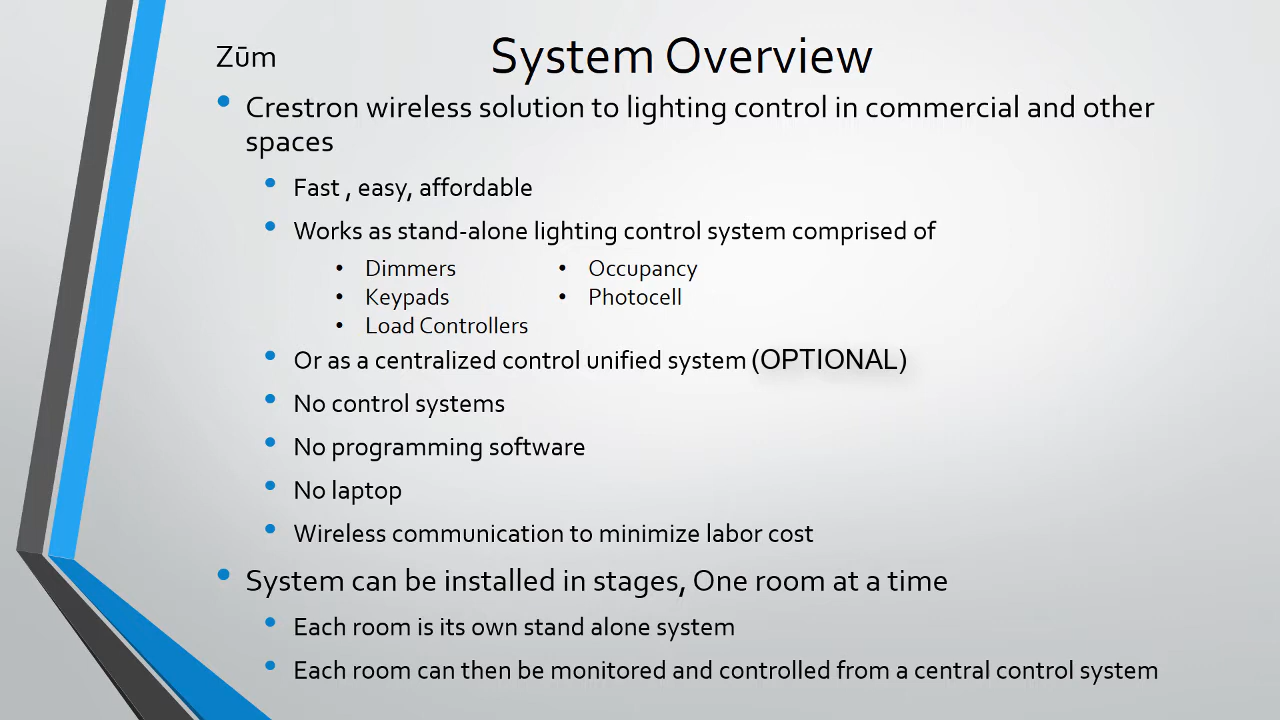 Zūm
System Overview
• Crestron wireless solution to lighting control in commercial and other
spaces
• Fast , easy, affordable
• Works as stand-alone lighting control system comprised of
• Dimmers
• Keypads
• Load Controllers
• Occupancy
• Photocell
• Or as a centralized control unified system (OPTIONAL)
• No control systems
• No programming software
• No laptop
• Wireless communication to minimize labor cost
• System can be installed in stages, One room at a time
• Each room is its own stand alone system
• Each room can then be monitored and controlled from a central control system